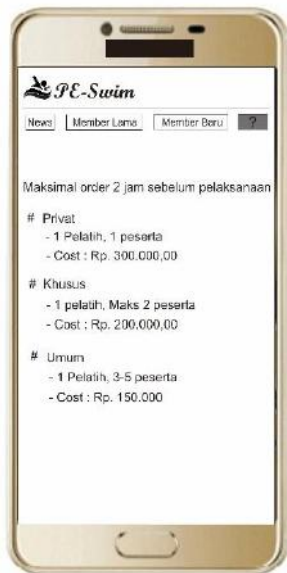 PE-Swim
News Member Lama Member Baru ?
Maksimal order 2 jam sebelum pelaksanaan
# Privat
- 1 Pelatih, 1 peserta
- Cost : Rp. 300.000,00
# Khusus
- 1 pelatih, Maks 2 peserta
- Cost : Rp. 200.000,00
# Umum
- 1 Pelatih, 3-5 peserta
- Cost : Rp. 150.000